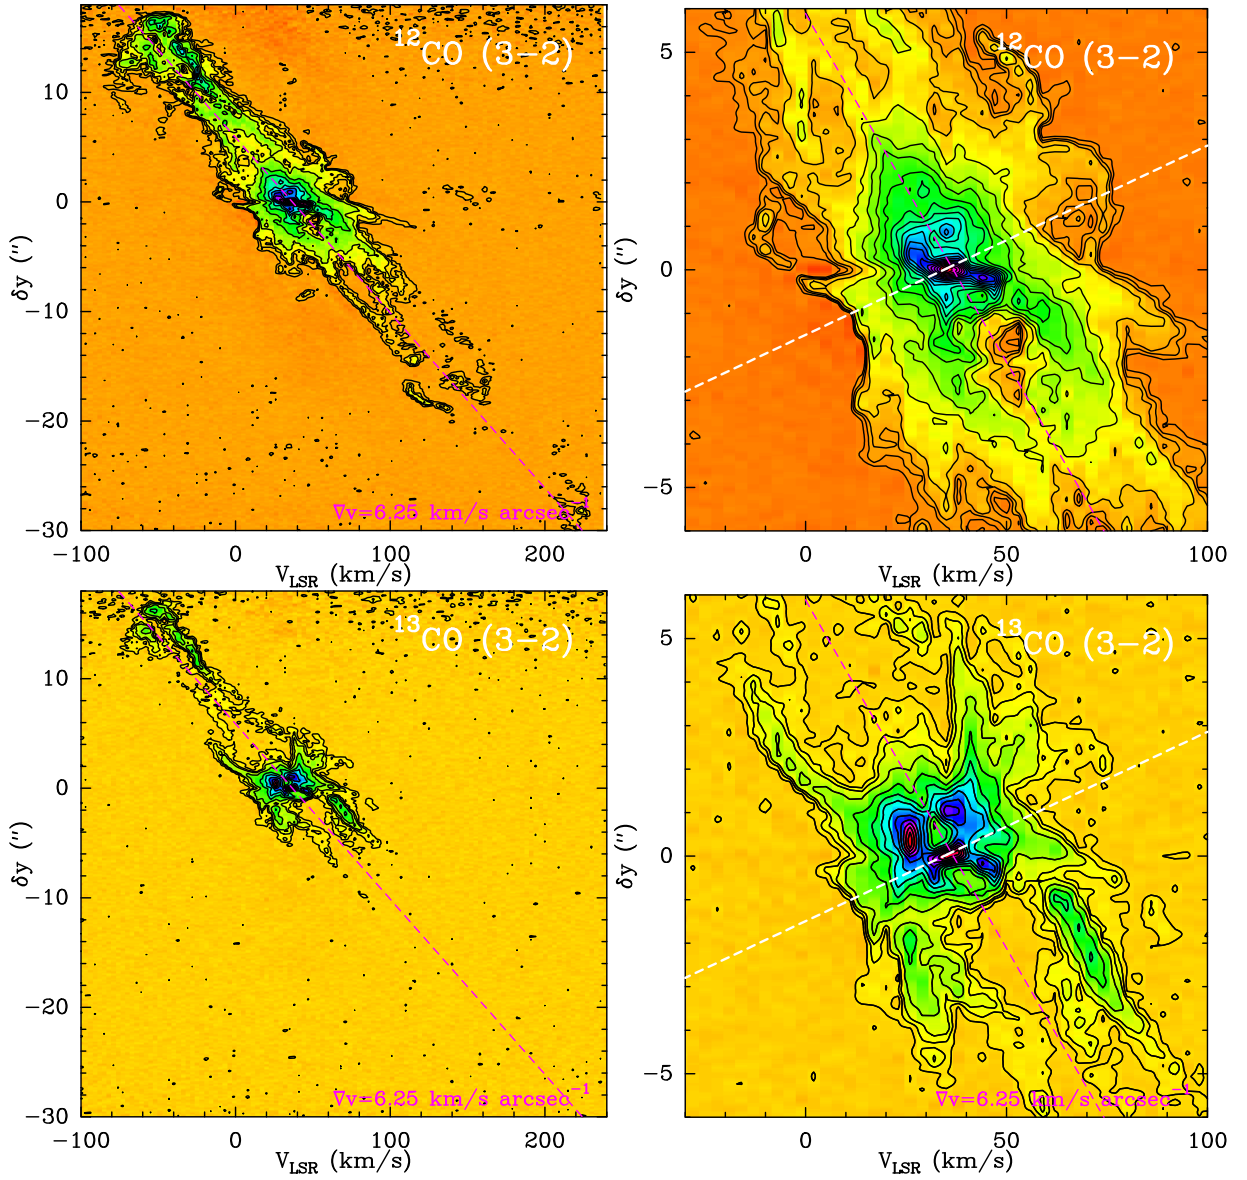 ¹²CO (3−2)
10
0
−10
−20
−30
δy (″)
∇v=6.25 km/s arcsec⁻¹
−100 0 100 200
V_LSR (km/s)
¹²CO (3−2)
5
0
−5
δy (″)
0 50 100
V_LSR (km/s)
¹³CO (3−2)
10
0
−10
−20
−30
δy (″)
∇v=6.25 km/s arcsec⁻¹
−100 0 100 200
V_LSR (km/s)
¹³CO (3−2)
5
0
−5
δy (″)
∇v=6.25 km/s arcsec⁻¹
0 50 100
V_LSR (km/s)